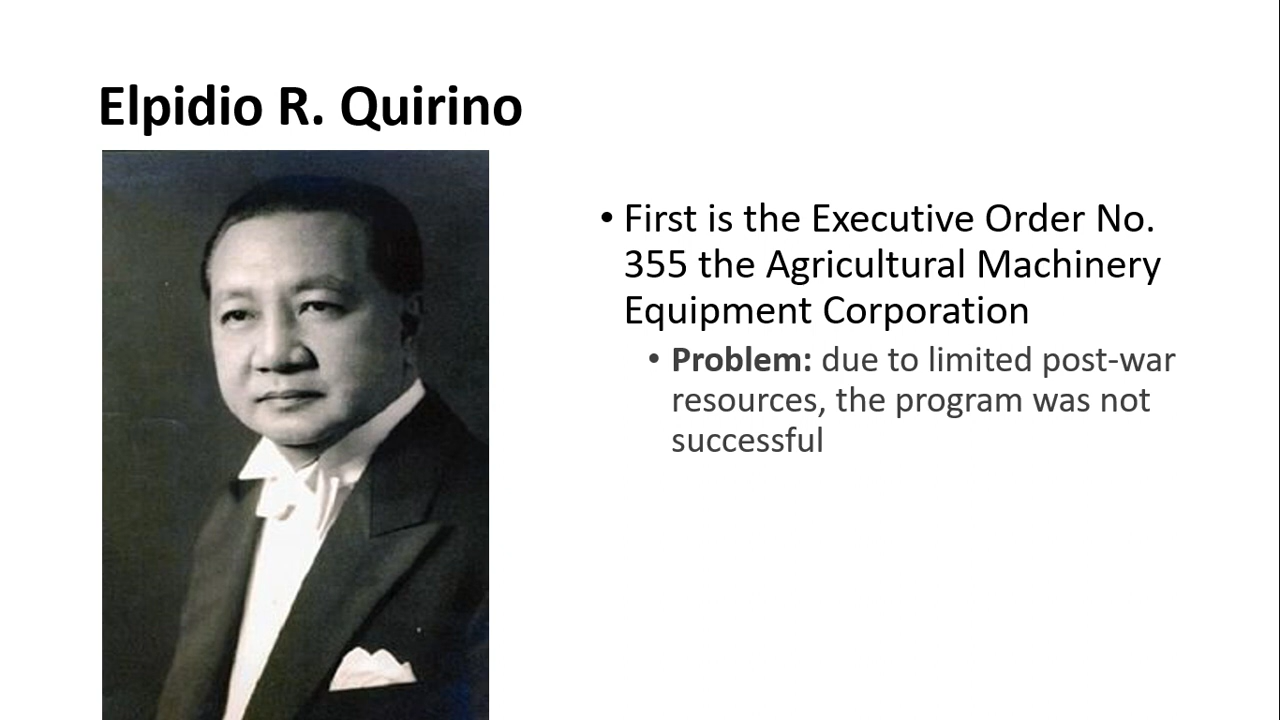 Elpidio R. Quirino
• First is the Executive Order No.
355 the Agricultural Machinery
Equipment Corporation
• Problem: due to limited post-war
resources, the program was not
successful